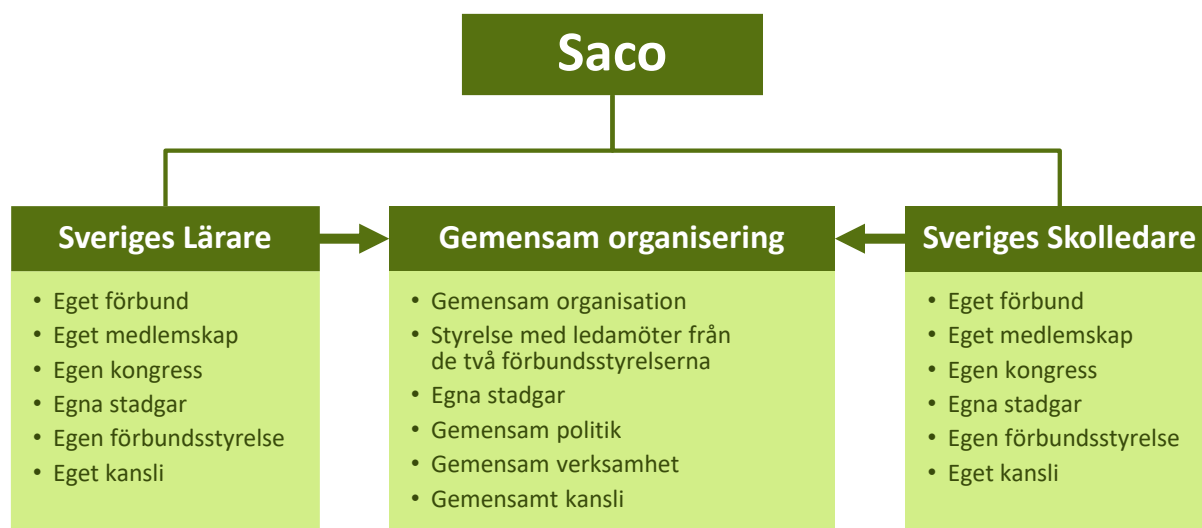 Saco
Sveriges Lärare
• Eget förbund
• Eget medlemskap
• Egen kongress
• Egna stadgar
• Egen förbundsstyrelse
• Eget kansli
Gemensam organisering
• Gemensam organisation
• Styrelse med ledamöter från
de två förbundsstyrelserna
• Egna stadgar
• Gemensam politik
• Gemensam verksamhet
• Gemensamt kansli
Sveriges Skolledare
• Eget förbund
• Eget medlemskap
• Egen kongress
• Egna stadgar
• Egen förbundsstyrelse
• Eget kansli